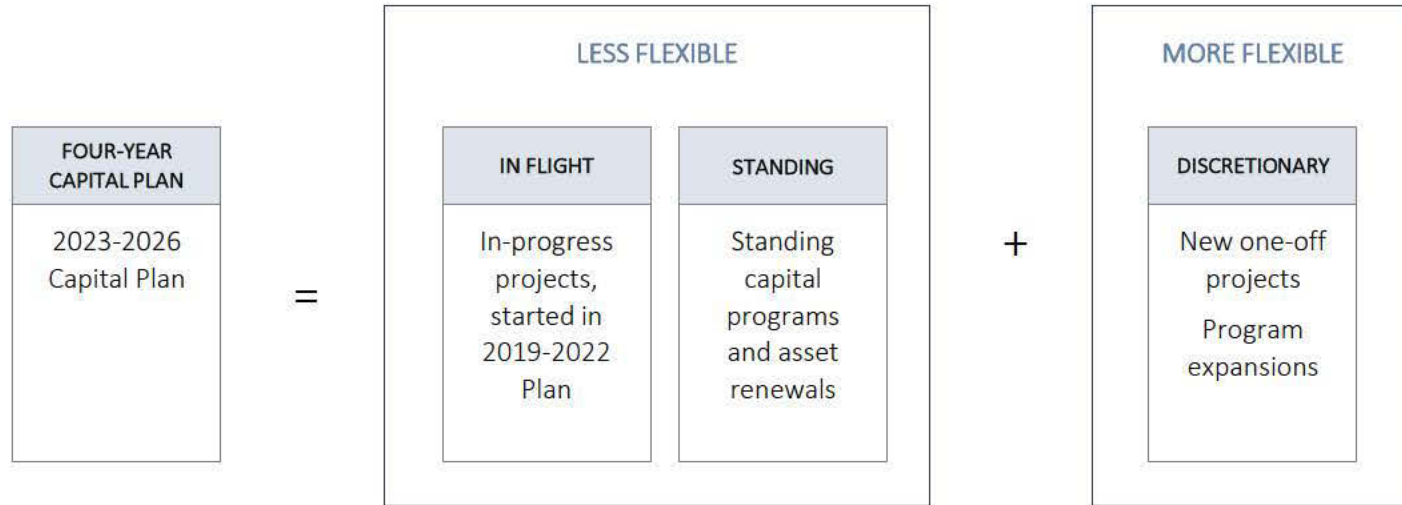 LESS FLEXIBLE
MORE FLEXIBLE
FOUR-YEAR
CAPITAL PLAN
2023-2026
Capital Plan
=
IN FLIGHT
In-progress
projects,
started in
2019-2022
Plan
STANDING
Standing
capital
programs
and asset
renewals
+
DISCRETIONARY
New one-off
projects
Program
expansions